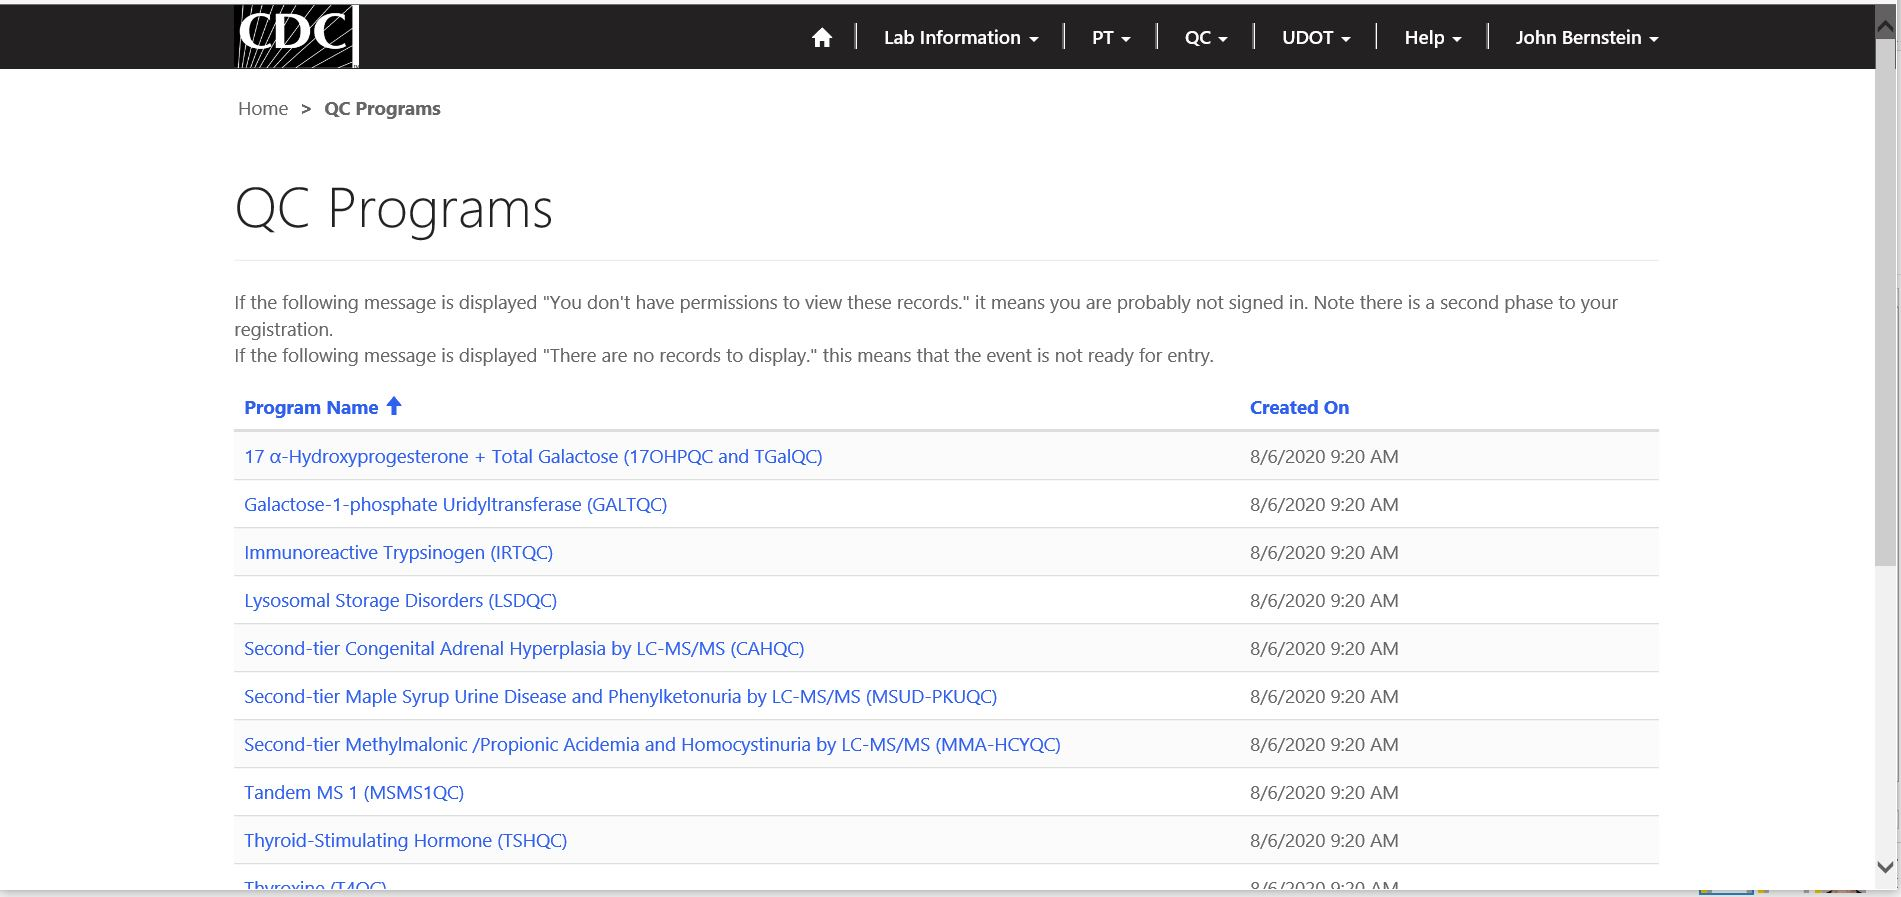 CDC
Lab Information
PT
QC
UDOT
Help
John Bernstein
Home > QC Programs
QC Programs
If the following message is displayed "You don't have permissions to view these records." it means you are probably not signed in. Note there is a second phase to your
registration.
If the following message is displayed "There are no records to display." this means that the event is not ready for entry.
Program Name Created On
17 α-Hydroxyprogesterone + Total Galactose (17OHPQC and TGalQC) 8/6/2020 9:20 AM
Galactose-1-phosphate Uridyltransferase (GALTQC) 8/6/2020 9:20 AM
Immunoreactive Trypsinogen (IRTQC) 8/6/2020 9:20 AM
Lysosomal Storage Disorders (LSDQC) 8/6/2020 9:20 AM
Second-tier Congenital Adrenal Hyperplasia by LC-MS/MS (CAHQC) 8/6/2020 9:20 AM
Second-tier Maple Syrup Urine Disease and Phenylketonuria by LC-MS/MS (MSUD-PKUQC) 8/6/2020 9:20 AM
Second-tier Methylmalonic /Propionic Acidemia and Homocystinuria by LC-MS/MS (MMA-HCYQC) 8/6/2020 9:20 AM
Tandem MS 1 (MSMS1QC) 8/6/2020 9:20 AM
Thyroid-Stimulating Hormone (TSHQC) 8/6/2020 9:20 AM
Thyroxine (T4QC) 8/6/2020 9:20 AM